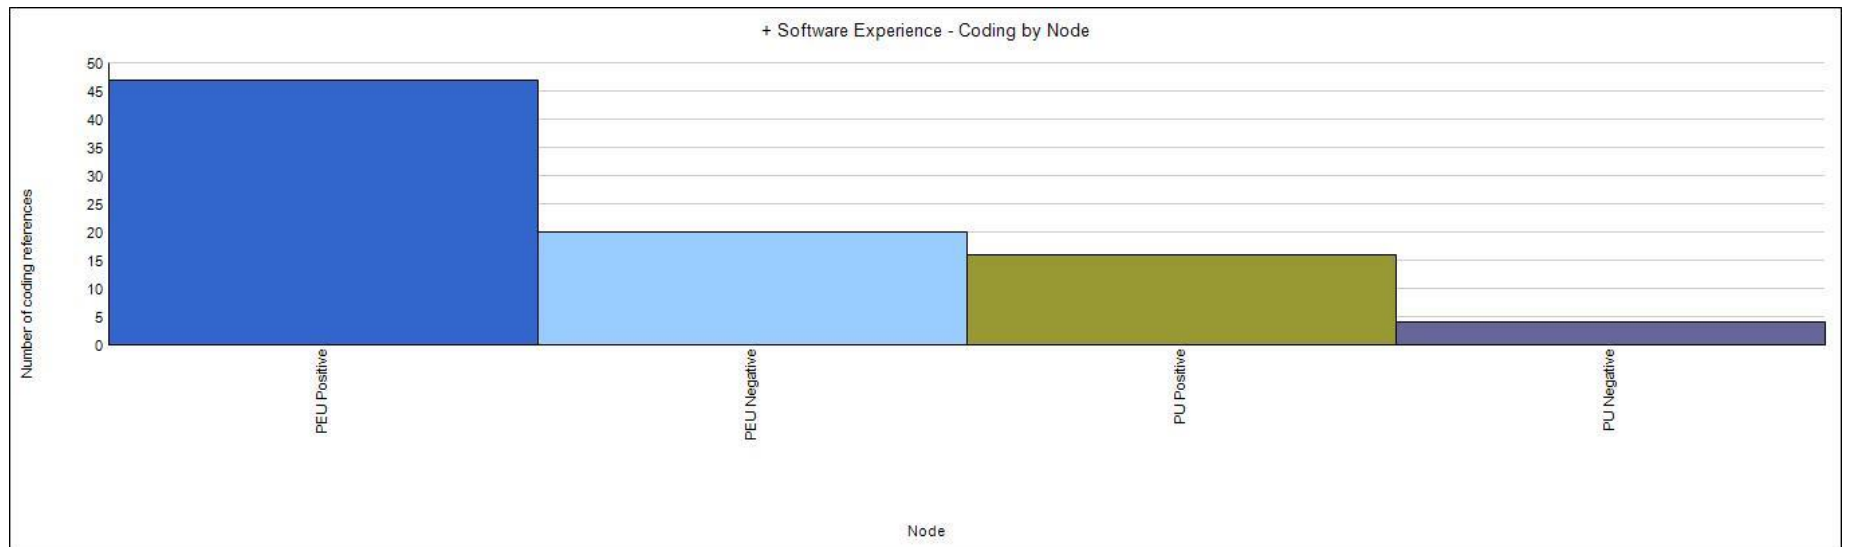 + Software Experience - Coding by Node
Number of coding references
50
45
40
35
30
25
20
15
10
5
0
PEU Positive
PEU Negative
PU Positive
PU Negative
Node